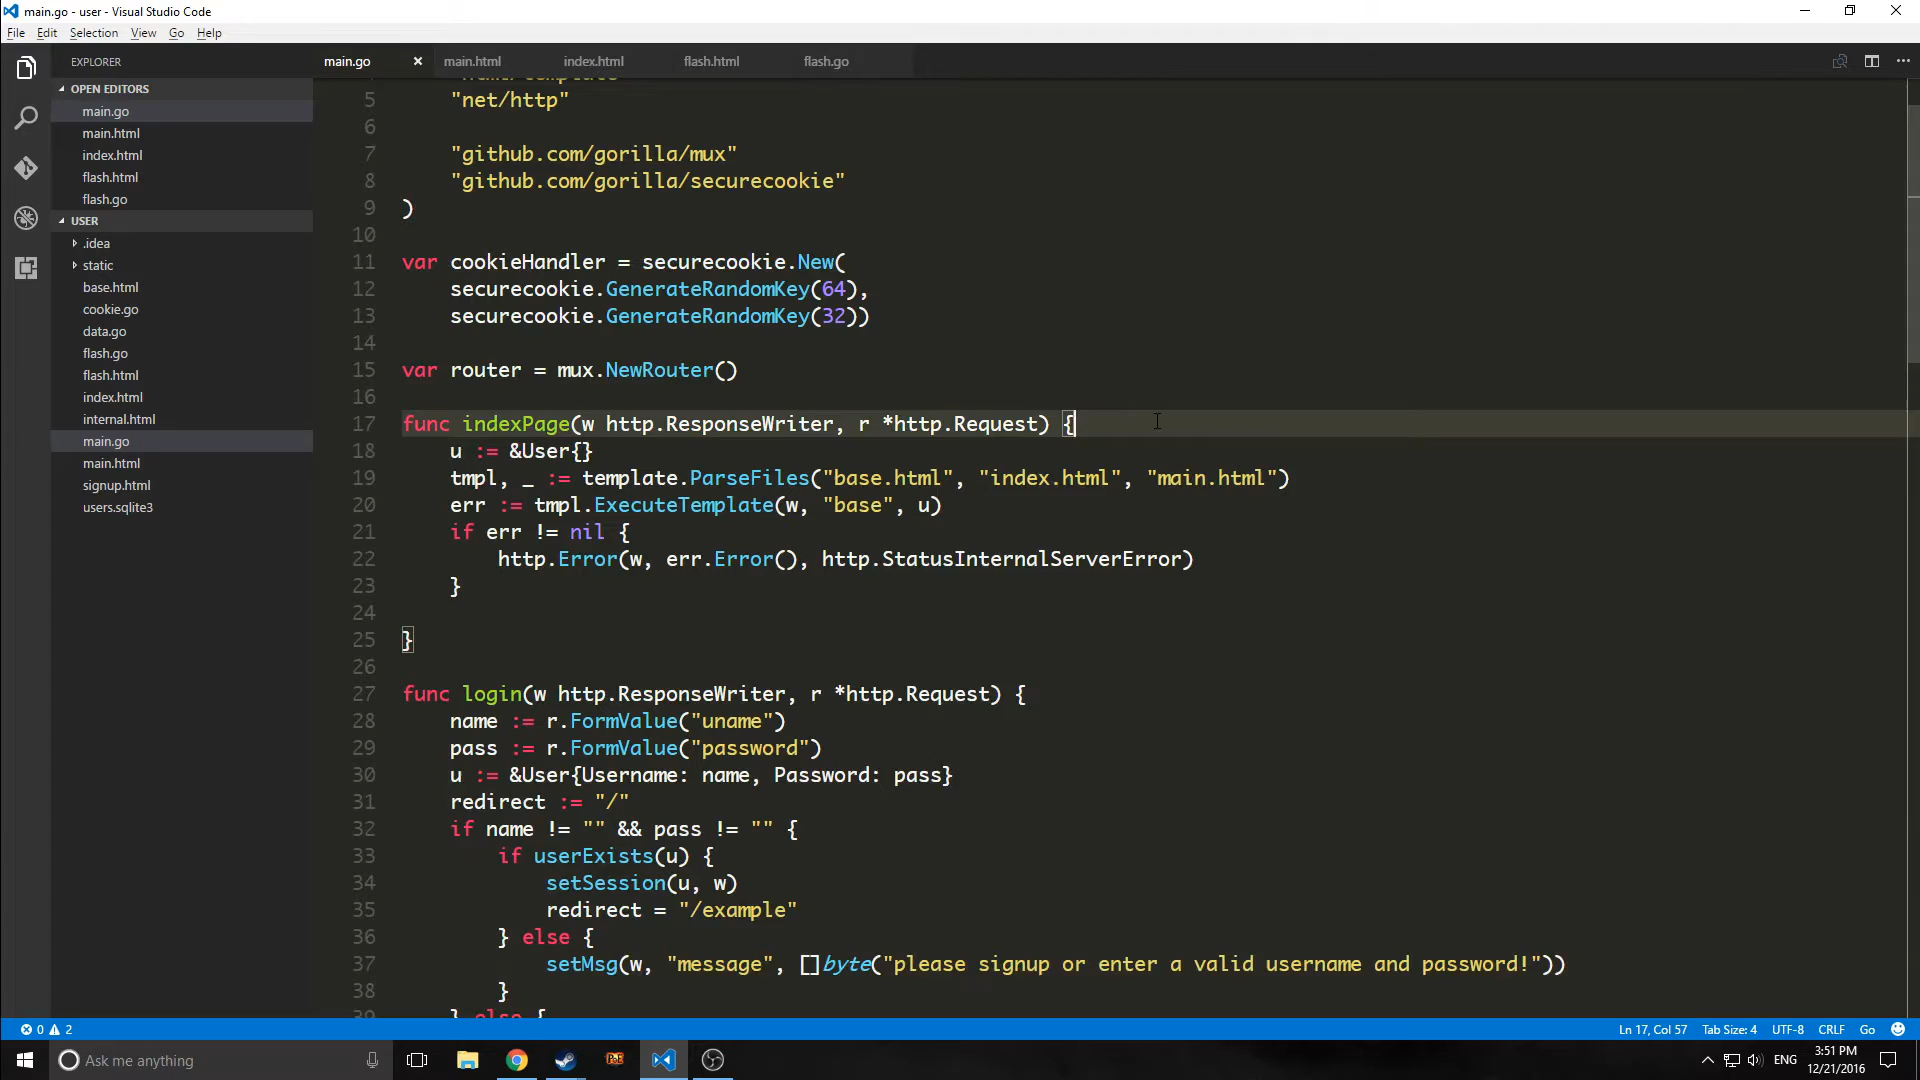 main.go - user - Visual Studio Code
File Edit Selection View Go Help
EXPLORER
OPEN EDITORS
main.go
main.html
index.html
flash.html
flash.go
USER
.idea
static
base.html
cookie.go
data.go
flash.go
flash.html
index.html
internal.html
main.go
main.html
signup.html
users.sqlite3
main.go main.html index.html flash.html flash.go
"html/template"
5 "net/http"
6
7 "github.com/gorilla/mux"
8 "github.com/gorilla/securecookie"
9 )
10
11 var cookieHandler = securecookie.New(
12 securecookie.GenerateRandomKey(64),
13 securecookie.GenerateRandomKey(32))
14
15 var router = mux.NewRouter()
16
17 func indexPage(w http.ResponseWriter, r *http.Request) {
18 u := &User{}
19 tmpl, _ := template.ParseFiles("base.html", "index.html", "main.html")
20 err := tmpl.ExecuteTemplate(w, "base", u)
21 if err != nil {
22 http.Error(w, err.Error(), http.StatusInternalServerError)
23 }
24
25 }
26
27 func login(w http.ResponseWriter, r *http.Request) {
28 name := r.FormValue("uname")
29 pass := r.FormValue("password")
30 u := &User{Username: name, Password: pass}
31 redirect := "/"
32 if name != "" && pass != "" {
33 if userExists(u) {
34 setSession(u, w)
35 redirect = "/example"
36 } else {
37 setMsg(w, "message", []byte("please signup or enter a valid username and password!"))
38 }
39 } else {
0 2
Ln 17, Col 57 Tab Size: 4 UTF-8 CRLF Go
Ask me anything
ENG
3:51 PM
12/21/2016